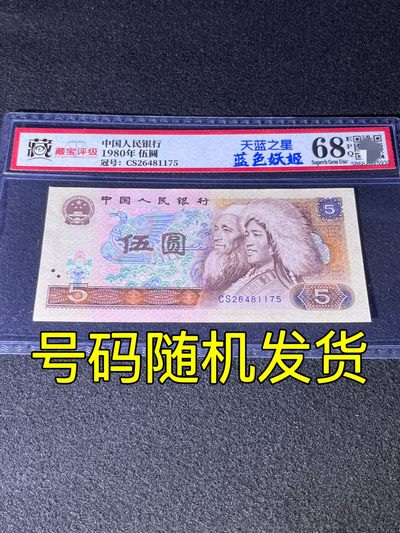 藏
藏宝评级
中国人民银行
1980年 伍圆
冠号: CS26481175
天蓝之星
蓝色妖姬
68
EPQ
Superb Gem Unc
中国人民银行
5
伍圆
CS26481175
5
5
号码随机发货